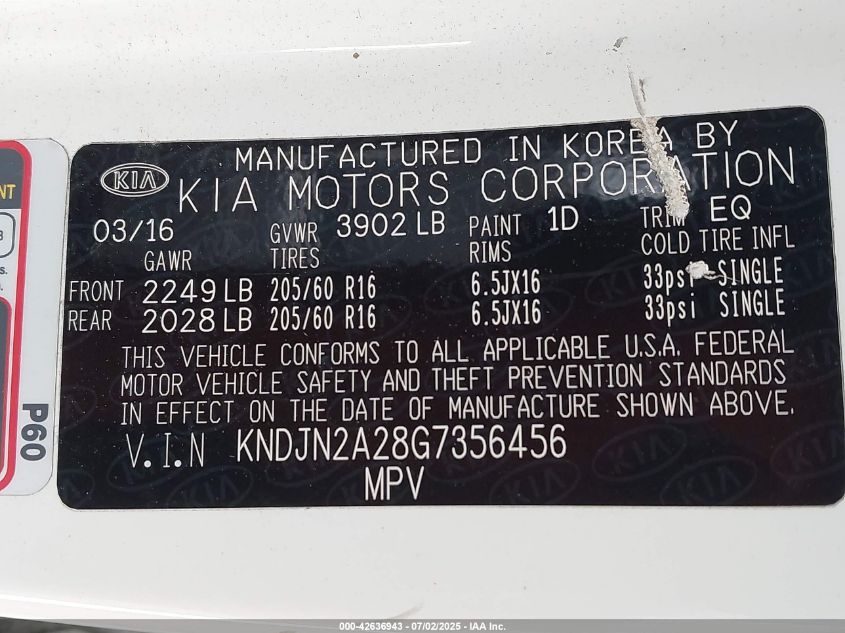 MANUFACTURED IN KOREA BY
KIA KIA MOTORS CORPORATION
03/16 GVWR 3902 LB PAINT 1D TRIM EQ
GAWR TIRES RIMS COLD TIRE INFL
FRONT 2249 LB 205/60 R16 6.5JX16 33psi SINGLE
REAR 2028 LB 205/60 R16 6.5JX16 33psi SINGLE
THIS VEHICLE CONFORMS TO ALL APPLICABLE U.S.A. FEDERAL
MOTOR VEHICLE SAFETY AND THEFT PREVENTION STANDARDS
IN EFFECT ON THE DATE OF MANUFACTURE SHOWN ABOVE.
V.I.N KNDJN2A28G7356456
MPV
P60
000-42636943 - 07/02/2025 - IAA Inc.